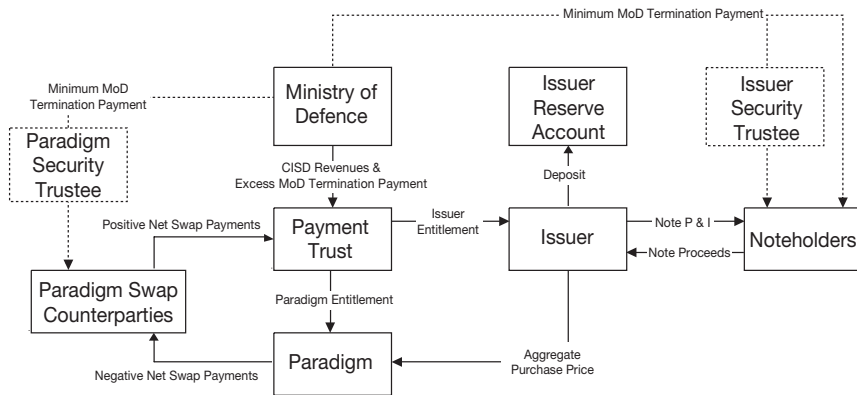 Minimum MoD Termination Payment
Minimum MoD
Termination Payment
Ministry of
Defence
Issuer
Reserve
Account
Issuer
Security
Trustee
Paradigm
Security
Trustee
CISD Revenues &
Excess MoD Termination Payment
Deposit
Positive Net Swap Payments
Payment
Trust
Issuer
Entitlement
Issuer
Note P & I
Note Proceeds
Noteholders
Paradigm Swap
Counterparties
Paradigm Entitlement
Negative Net Swap Payments
Paradigm
Aggregate
Purchase Price